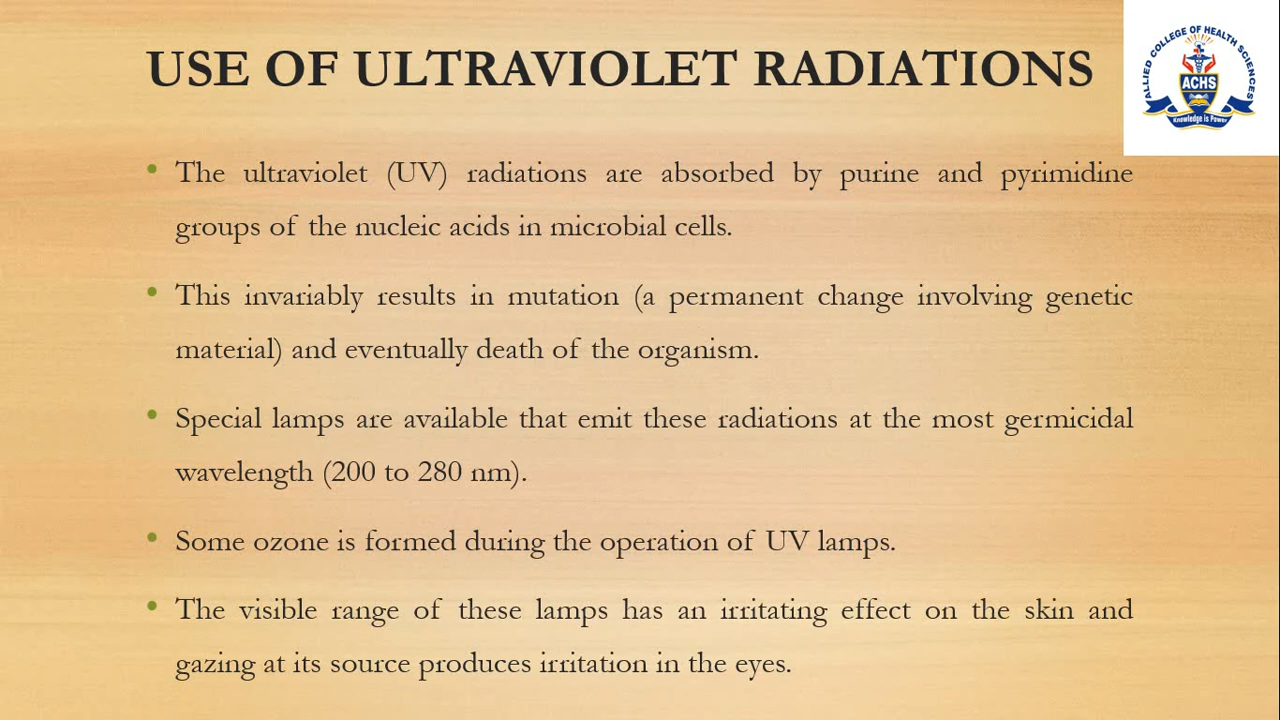 USE OF ULTRAVIOLET RADIATIONS
ALLIED COLLEGE OF HEALTH SCIENCES
ACHS
Knowledge is Power
• The ultraviolet (UV) radiations are absorbed by purine and pyrimidine
groups of the nucleic acids in microbial cells.
• This invariably results in mutation (a permanent change involving genetic
material) and eventually death of the organism.
• Special lamps are available that emit these radiations at the most germicidal
wavelength (200 to 280 nm).
• Some ozone is formed during the operation of UV lamps.
• The visible range of these lamps has an irritating effect on the skin and
gazing at its source produces irritation in the eyes.